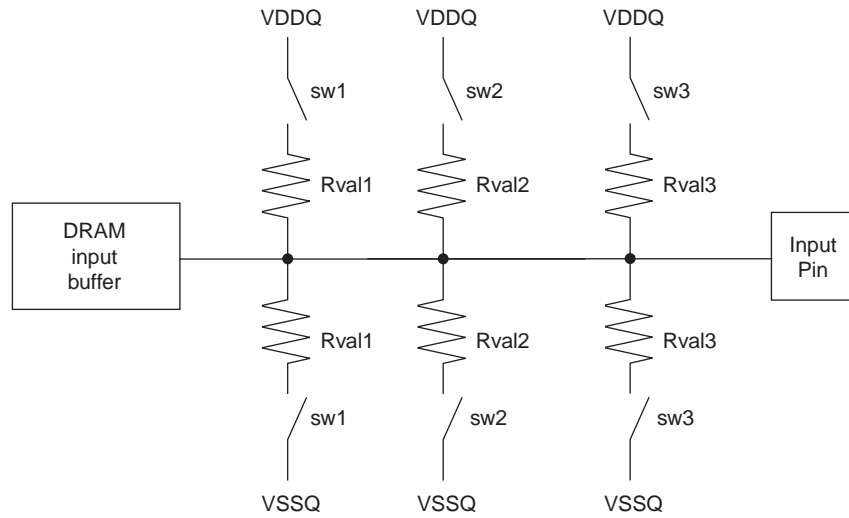 VDDQ VDDQ VDDQ
sw1 sw2 sw3
Rval1 Rval2 Rval3
DRAM
input
buffer
Input
Pin
Rval1 Rval2 Rval3
sw1 sw2 sw3
VSSQ VSSQ VSSQ